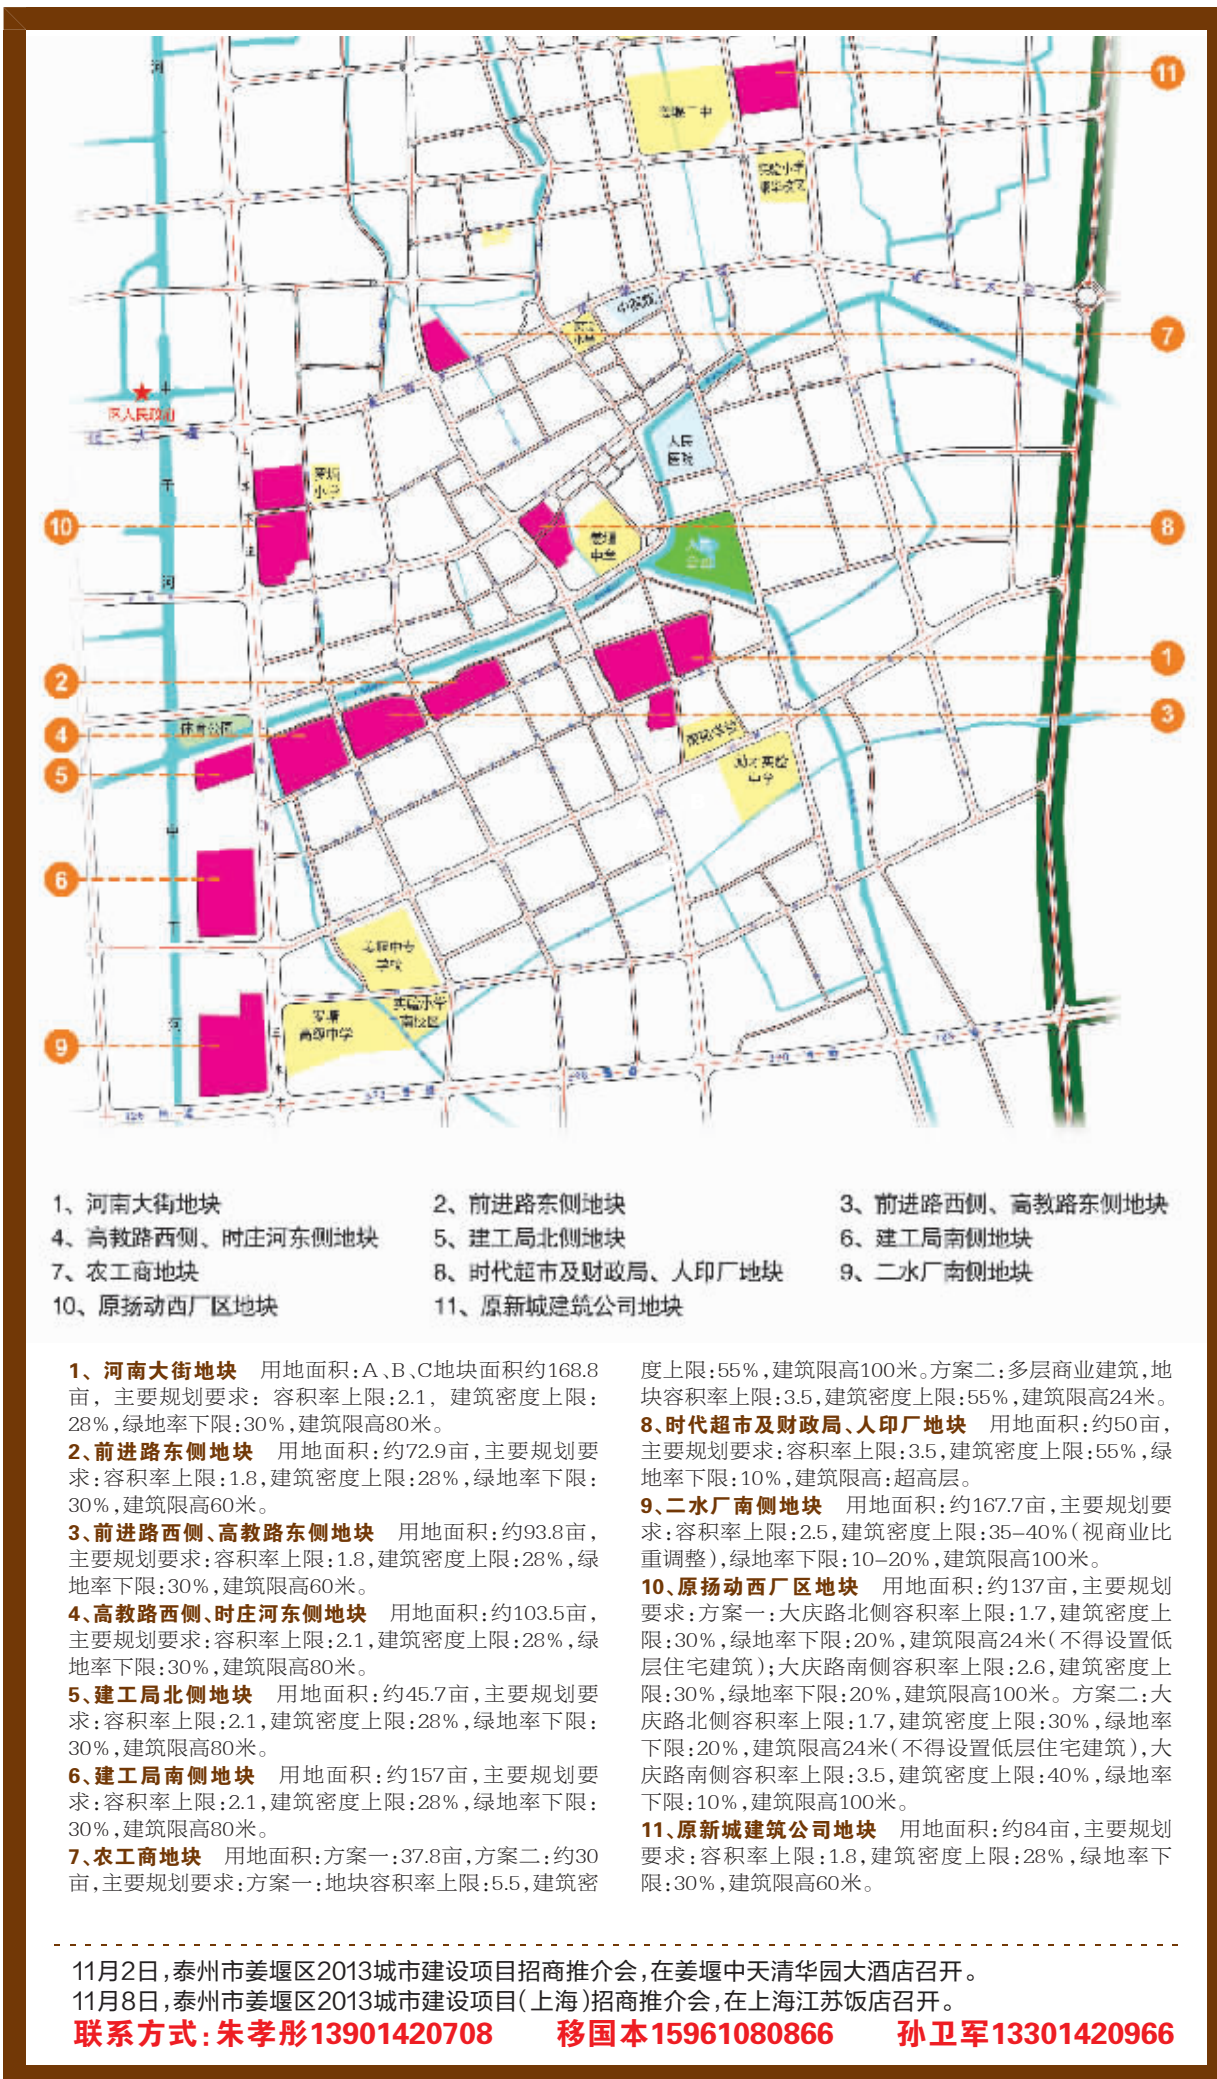 11
7
10
8
1
2
3
4
5
6
9
河
区人民政府
人民
医院
姜堰
中学
体育公园
姜堰中专
学校
实验小学
南校区
罗塘
高级中学
励才实验
中学
实验小学
1、河南大街地块
2、前进路东侧地块
3、前进路西侧、高教路东侧地块
4、高教路西侧、时庄河东侧地块
5、建工局北侧地块
6、建工局南侧地块
7、农工商地块
8、时代超市及财政局、人印厂地块
9、二水厂南侧地块
10、原扬动西厂区地块
11、原新城建筑公司地块
1、河南大街地块 用地面积:A、B、C地块面积约168.8
亩，主要规划要求：容积率上限:2.1，建筑密度上限:
28%,绿地率下限:30%,建筑限高80米。
2、前进路东侧地块 用地面积:约72.9亩,主要规划要
求:容积率上限:1.8,建筑密度上限:28%,绿地率下限:
30%,建筑限高60米。
3、前进路西侧、高教路东侧地块 用地面积:约93.8亩,
主要规划要求:容积率上限:1.8,建筑密度上限:28%,绿
地率下限:30%,建筑限高60米。
4、高教路西侧、时庄河东侧地块 用地面积:约103.5亩,
主要规划要求:容积率上限:2.1,建筑密度上限:28%,绿
地率下限:30%,建筑限高80米。
5、建工局北侧地块 用地面积:约45.7亩,主要规划要
求:容积率上限:2.1,建筑密度上限:28%,绿地率下限:
30%,建筑限高80米。
6、建工局南侧地块 用地面积:约157亩,主要规划要
求:容积率上限:2.1,建筑密度上限:28%,绿地率下限:
30%,建筑限高80米。
7、农工商地块 用地面积:方案一:37.8亩,方案二:约30
亩,主要规划要求:方案一:地块容积率上限:5.5,建筑密
度上限:55%,建筑限高100米。方案二:多层商业建筑,地
块容积率上限:3.5,建筑密度上限:55%,建筑限高24米。
8、时代超市及财政局、人印厂地块 用地面积:约50亩,
主要规划要求:容积率上限:3.5,建筑密度上限:55%,绿
地率下限:10%,建筑限高:超高层。
9、二水厂南侧地块 用地面积:约167.7亩,主要规划要
求:容积率上限:2.5,建筑密度上限:35–40%(视商业比
重调整),绿地率下限:10–20%,建筑限高100米。
10、原扬动西厂区地块 用地面积:约137亩,主要规划
要求:方案一:大庆路北侧容积率上限:1.7,建筑密度上
限:30%,绿地率下限:20%,建筑限高24米(不得设置低
层住宅建筑);大庆路南侧容积率上限:2.6,建筑密度上
限:30%,绿地率下限:20%,建筑限高100米。方案二:大
庆路北侧容积率上限:1.7,建筑密度上限:30%,绿地率
下限:20%,建筑限高24米(不得设置低层住宅建筑),大
庆路南侧容积率上限:3.5,建筑密度上限:40%,绿地率
下限:10%,建筑限高100米。
11、原新城建筑公司地块 用地面积:约84亩,主要规划
要求:容积率上限:1.8,建筑密度上限:28%,绿地率下
限:30%,建筑限高60米。
11月2日,泰州市姜堰区2013城市建设项目招商推介会,在姜堰中天清华园大酒店召开。
11月8日,泰州市姜堰区2013城市建设项目(上海)招商推介会,在上海江苏饭店召开。
联系方式:朱孝彤13901420708 移国本15961080866 孙卫军13301420966